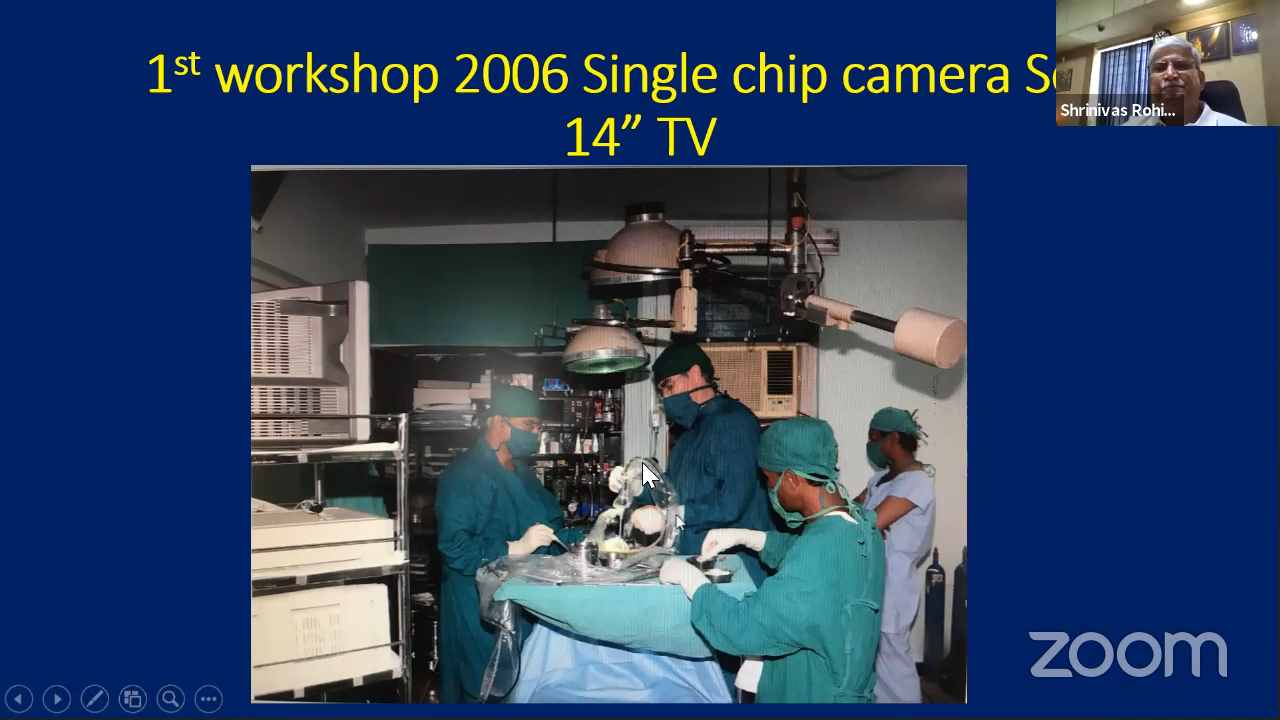 1st workshop 2006 Single chip camera
14” TV
Shrinivas Rohi...
zoom